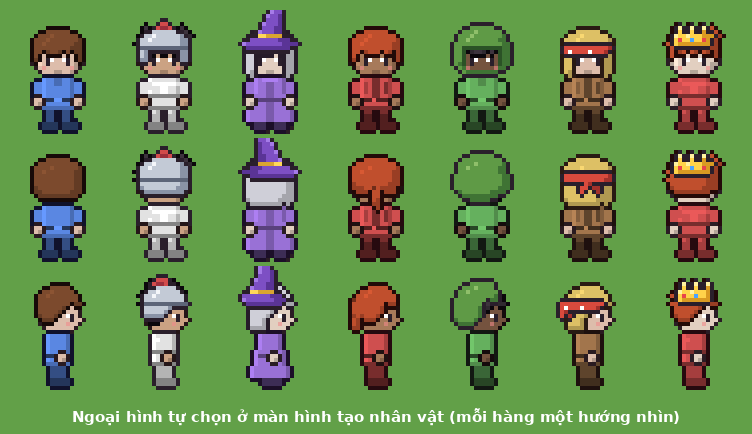 Ngoại hình tự chọn ở màn hình tạo nhân vật (mỗi hàng một hướng nhìn)